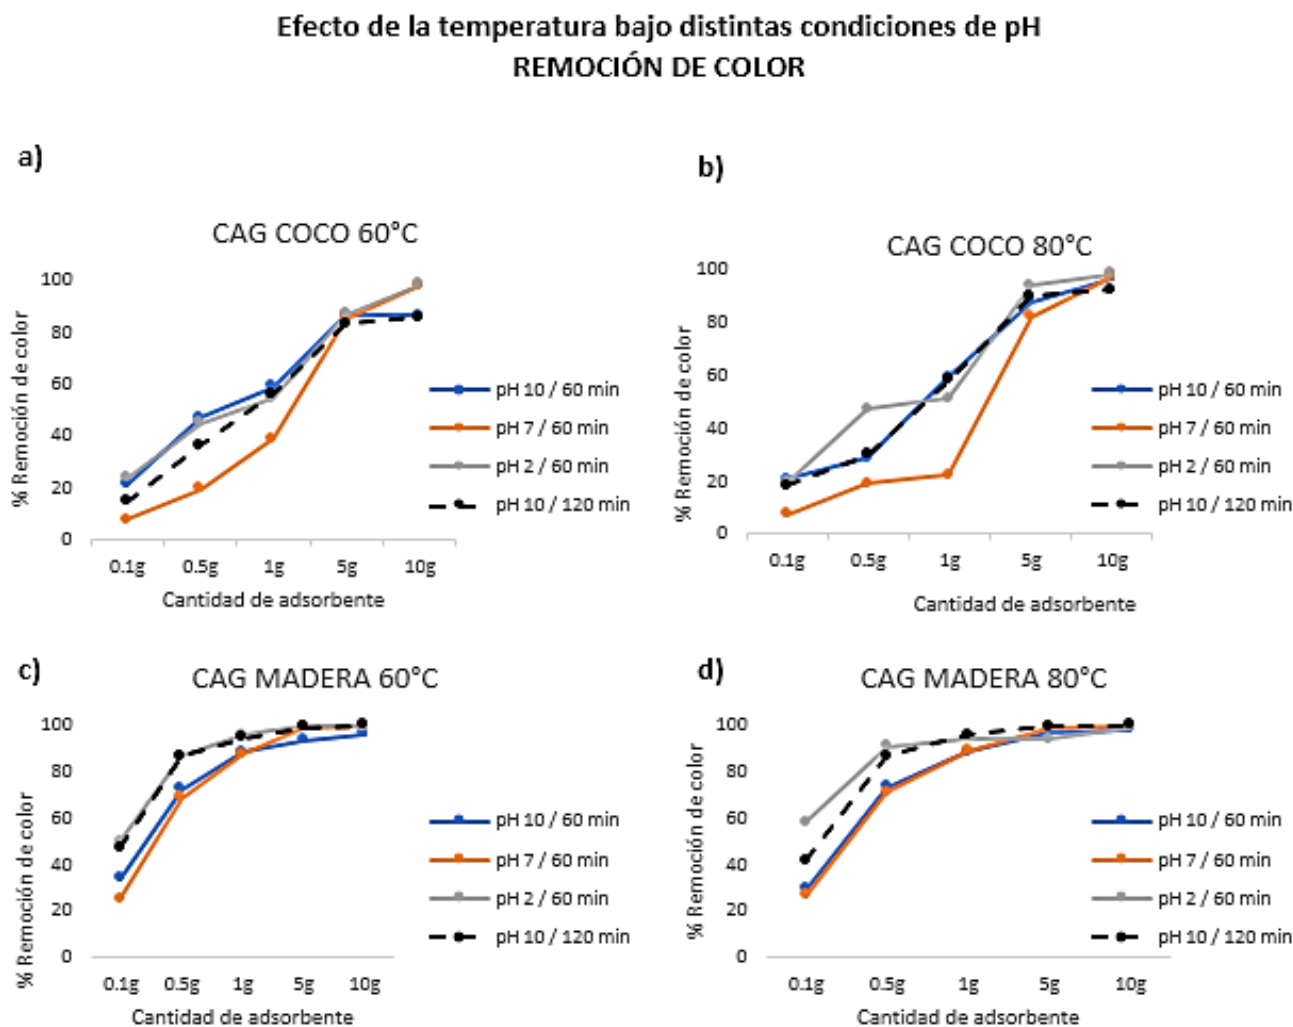 Efecto de la temperatura bajo distintas condiciones de pH
REMOCIÓN DE COLOR
a)
CAG COCO 60°C
% Remoción de color
100
80
60
40
20
0
0.1g 0.5g 1g 5g 10g
Cantidad de adsorbente
pH 10 / 60 min
pH 7 / 60 min
pH 2 / 60 min
pH 10 / 120 min
b)
CAG COCO 80°C
% Remoción de color
100
80
60
40
20
0
0.1g 0.5g 1g 5g 10g
Cantidad de adsorbente
pH 10 / 60 min
pH 7 / 60 min
pH 2 / 60 min
pH 10 / 120 min
c)
CAG MADERA 60°C
% Remoción de color
100
80
60
40
20
0
0.1g 0.5g 1g 5g 10g
Cantidad de adsorbente
pH 10 / 60 min
pH 7 / 60 min
pH 2 / 60 min
pH 10 / 120 min
d)
CAG MADERA 80°C
% Remoción de color
100
80
60
40
20
0
0.1g 0.5g 1g 5g 10g
Cantidad de adsorbente
pH 10 / 60 min
pH 7 / 60 min
pH 2 / 60 min
pH 10 / 120 min